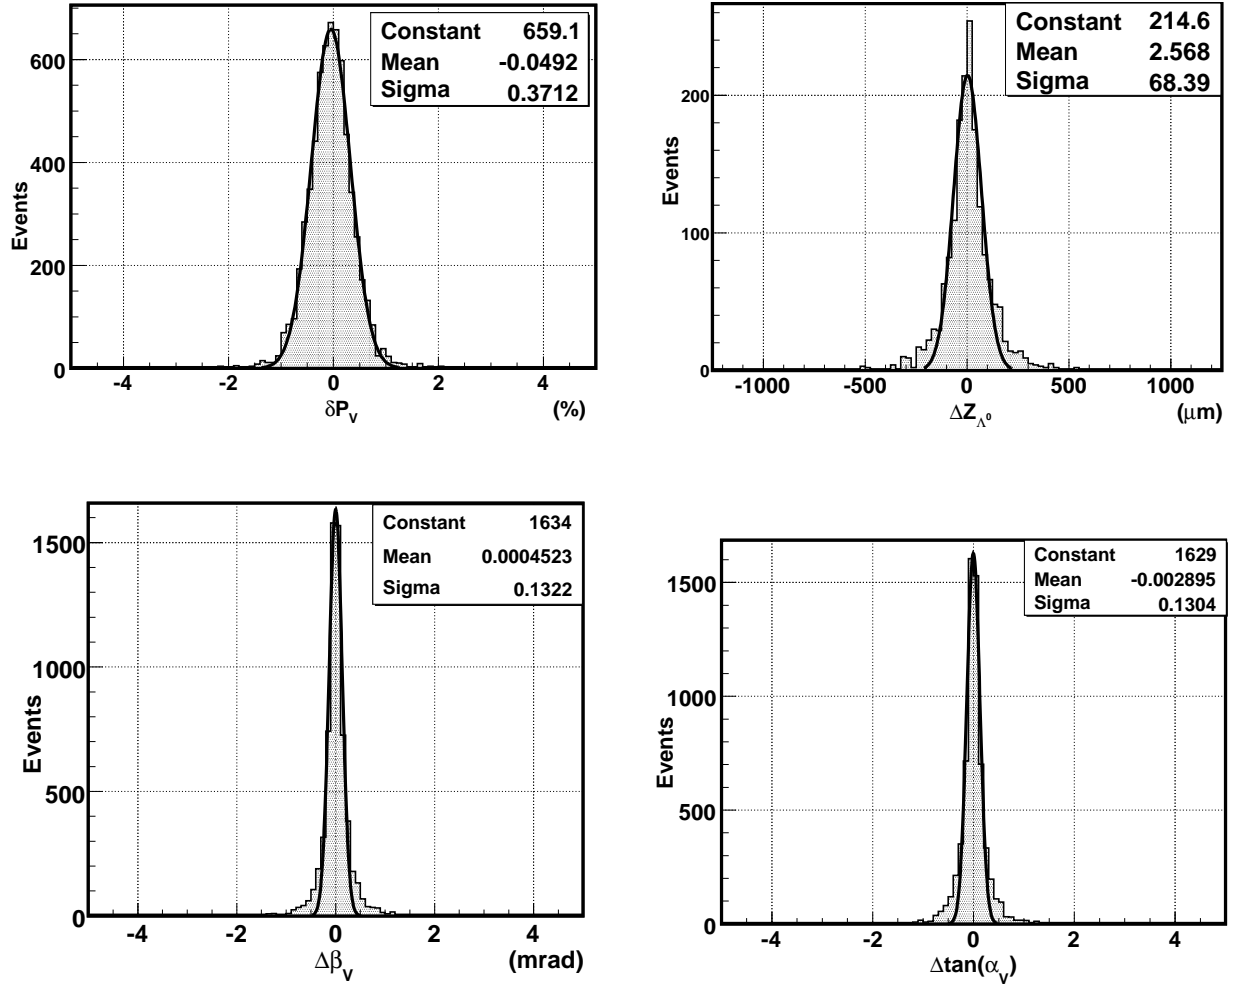 Constant 659.1
Mean -0.0492
Sigma 0.3712
Events
600
400
200
0
-4 -2 0 2 4
δP_V (%)
Constant 214.6
Mean 2.568
Sigma 68.39
Events
200
100
0
-1000 -500 0 500 1000
ΔZ_Λ⁰ (μm)
Constant 1634
Mean 0.0004523
Sigma 0.1322
Events
1500
1000
500
0
-4 -2 0 2 4
Δβ_V (mrad)
Constant 1629
Mean -0.002895
Sigma 0.1304
Events
1500
1000
500
0
-4 -2 0 2 4
Δtan(α_V)